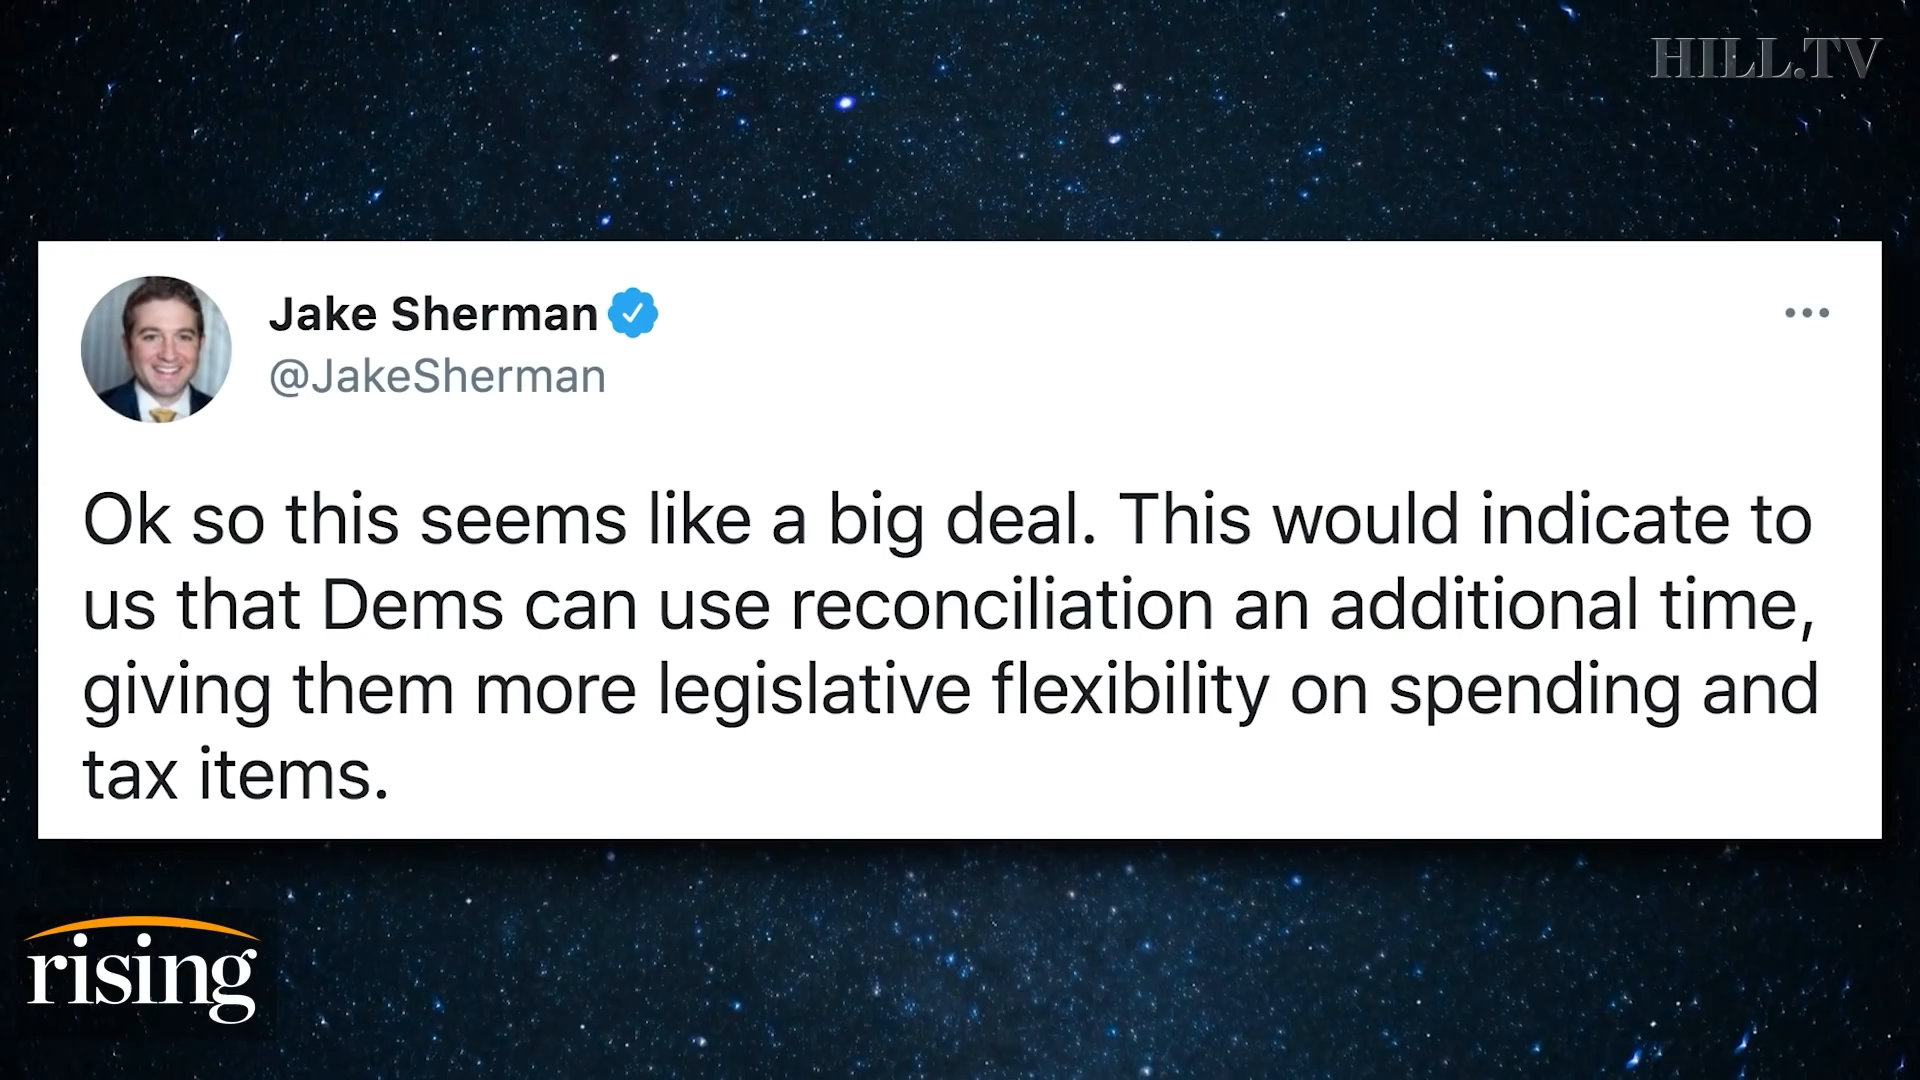 HILL.TV
Jake Sherman
@JakeSherman
Ok so this seems like a big deal. This would indicate to
us that Dems can use reconciliation an additional time,
giving them more legislative flexibility on spending and
tax items.
rising